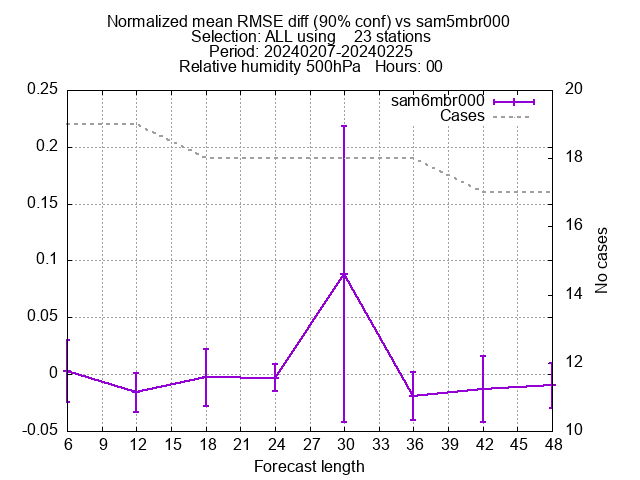 Normalized mean RMSE diff (90% conf) vs sam5mbr000
Selection: ALL using    23 stations
Period: 20240207-20240225
Relative humidity 500hPa   Hours: 00
0.25
0.2
0.15
0.1
0.05
0
-0.05
20
18
16
14
12
10
sam6mbr000
Cases
No cases
6 9 12 15 18 21 24 27 30 33 36 39 42 45 48
Forecast length